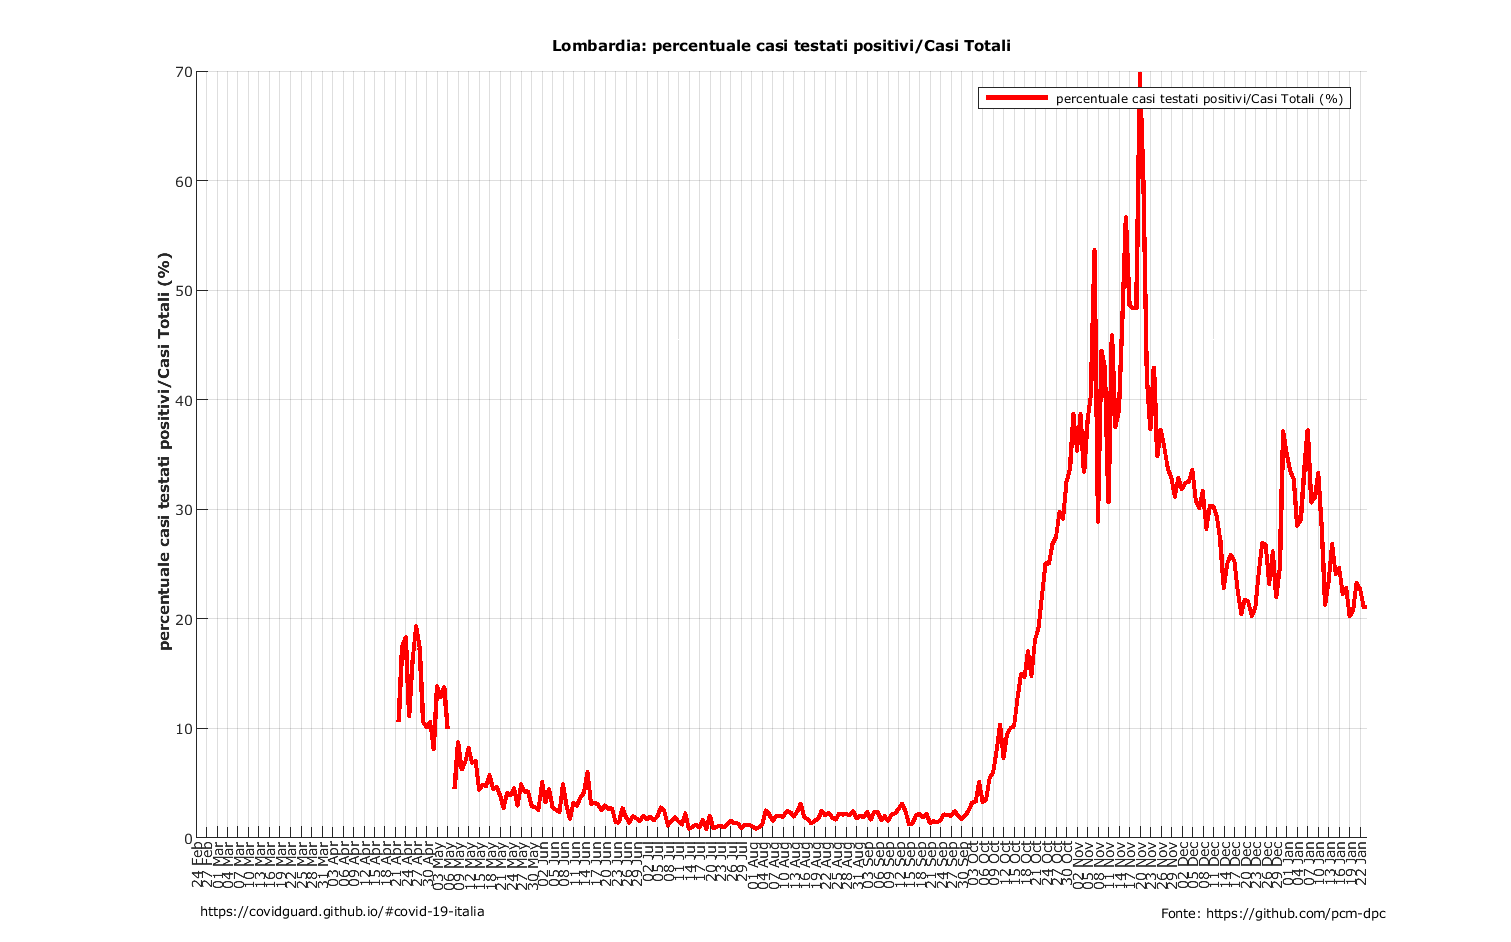 Lombardia: percentuale casi testati positivi/Casi Totali
percentuale casi testati positivi/Casi Totali (%)
percentuale casi testati positivi/Casi Totali (%)
70
60
50
40
30
20
10
0
24 Feb
27 Feb
01 Mar
04 Mar
07 Mar
10 Mar
13 Mar
16 Mar
19 Mar
22 Mar
25 Mar
28 Mar
31 Mar
03 Apr
06 Apr
09 Apr
12 Apr
15 Apr
18 Apr
21 Apr
24 Apr
27 Apr
30 Apr
03 May
06 May
09 May
12 May
15 May
18 May
21 May
24 May
27 May
30 May
02 Jun
05 Jun
08 Jun
11 Jun
14 Jun
17 Jun
20 Jun
23 Jun
26 Jun
29 Jun
02 Jul
05 Jul
08 Jul
11 Jul
14 Jul
17 Jul
20 Jul
23 Jul
26 Jul
29 Jul
01 Aug
04 Aug
07 Aug
10 Aug
13 Aug
16 Aug
19 Aug
22 Aug
25 Aug
28 Aug
31 Aug
03 Sep
06 Sep
09 Sep
12 Sep
15 Sep
18 Sep
21 Sep
24 Sep
27 Sep
30 Sep
03 Oct
06 Oct
09 Oct
12 Oct
15 Oct
18 Oct
21 Oct
24 Oct
27 Oct
30 Oct
02 Nov
05 Nov
08 Nov
11 Nov
14 Nov
17 Nov
20 Nov
23 Nov
26 Nov
29 Nov
02 Dec
05 Dec
08 Dec
11 Dec
14 Dec
17 Dec
20 Dec
23 Dec
26 Dec
29 Dec
01 Jan
04 Jan
07 Jan
10 Jan
13 Jan
16 Jan
19 Jan
22 Jan
https://covidguard.github.io/#covid-19-italia
Fonte: https://github.com/pcm-dpc